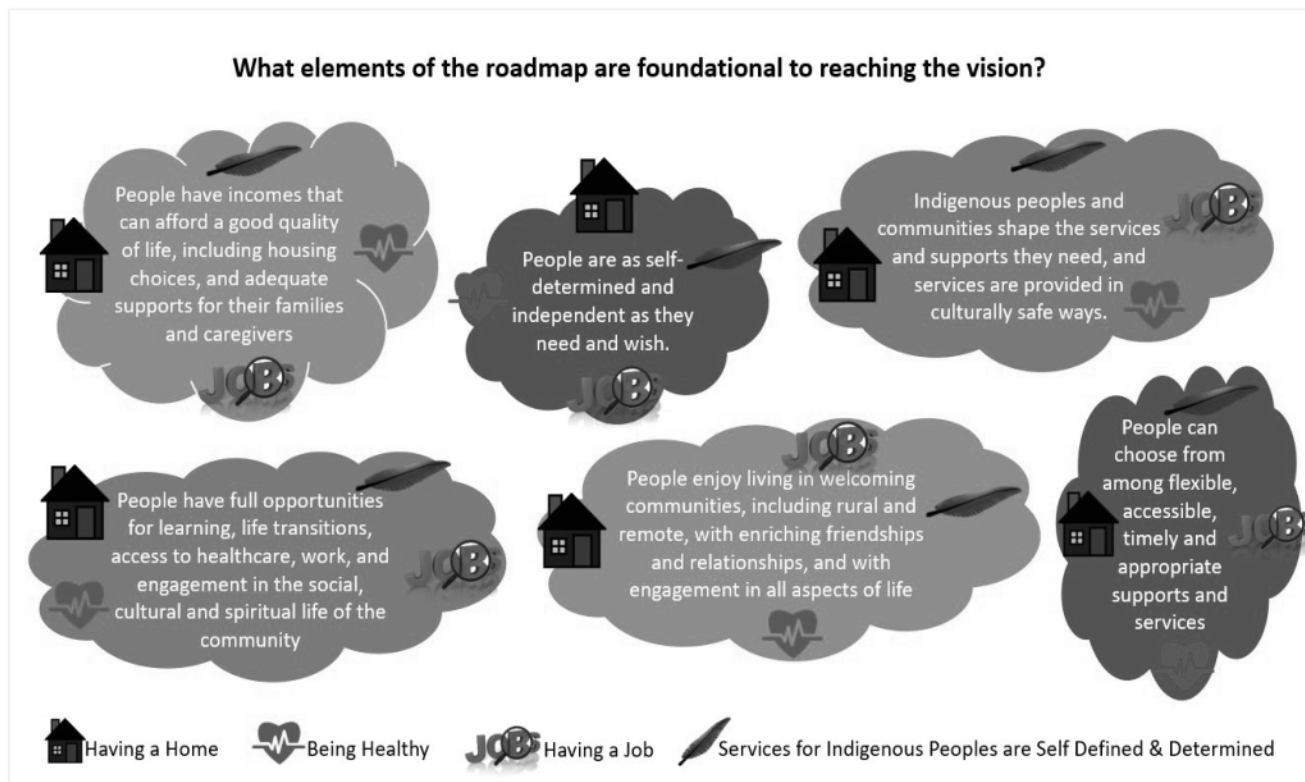 What elements of the roadmap are foundational to reaching the vision?
People have incomes that
can afford a good quality
of life, including housing
choices, and adequate
supports for their families
and caregivers
JOBS
People are as self-
determined and
independent as they
need and wish.
JOBS
Indigenous peoples and
communities shape the services
and supports they need, and
services are provided in
culturally safe ways.
JOBS
People have full opportunities
for learning, life transitions,
access to healthcare, work, and
engagement in the social,
cultural and spiritual life of the
community
JOBS
JOBS
People enjoy living in welcoming
communities, including rural and
remote, with enriching friendships
and relationships, and with
engagement in all aspects of life
People can
choose from
among flexible,
accessible,
timely and
appropriate
supports and
services
JOBS
Having a Home
Being Healthy
JOBS Having a Job
Services for Indigenous Peoples are Self Defined & Determined